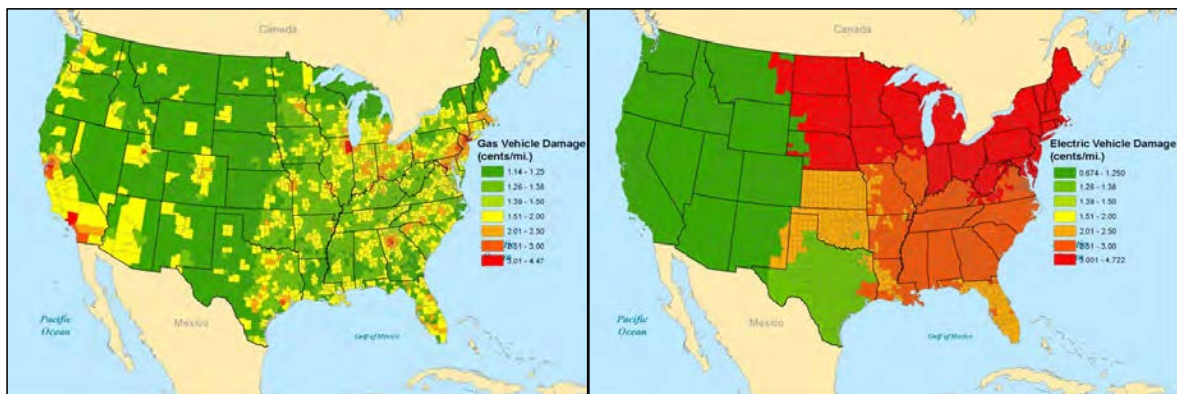 Canada
Gas Vehicle Damage
(cents/mi.)
1.14 - 1.25
1.26 - 1.38
1.39 - 1.50
1.51 - 2.00
2.01 - 2.50
2.51 - 3.00
3.01 - 4.47
Pacific
Ocean
Mexico
Gulf of Mexico
Canada
Electric Vehicle Damage
(cents/mi.)
0.674 - 1.250
1.26 - 1.38
1.39 - 1.50
1.51 - 2.00
2.01 - 2.50
2.51 - 3.00
3.001 - 4.722
Pacific
Ocean
Mexico
Gulf of Mexico